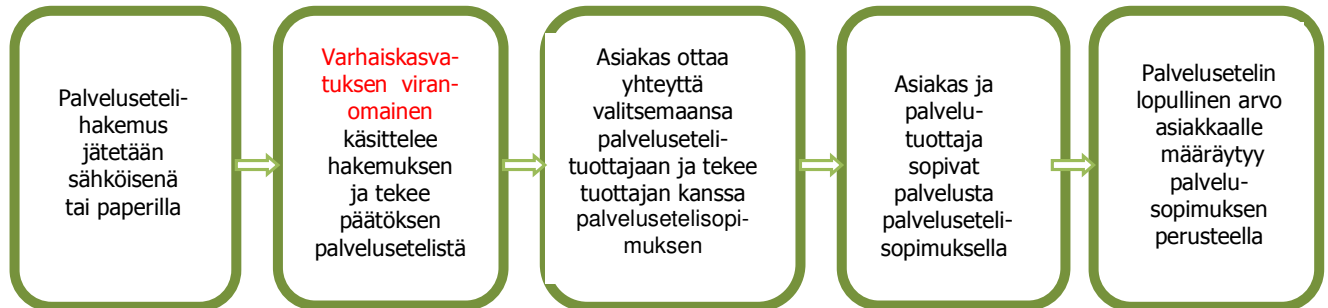 Palveluseteli-
hakemus
jätetään
sähköisenä
tai paperilla
Varhaiskasva-
tuksen viran-
omainen
käsittelee
hakemuksen
ja tekee
päätöksen
palvelusetelistä
Asiakas ottaa
yhteyttä
valitsemaansa
palveluseteli-
tuottajaan ja tekee
tuottajan kanssa
palvelusetelisopi-
muksen
Asiakas ja
palvelu-
tuottaja
sopivat
palvelusta
palveluseteli-
sopimuksella
Palvelusetelin
lopullinen arvo
asiakkaalle
määräytyy
palvelu-
sopimuksen
perusteella